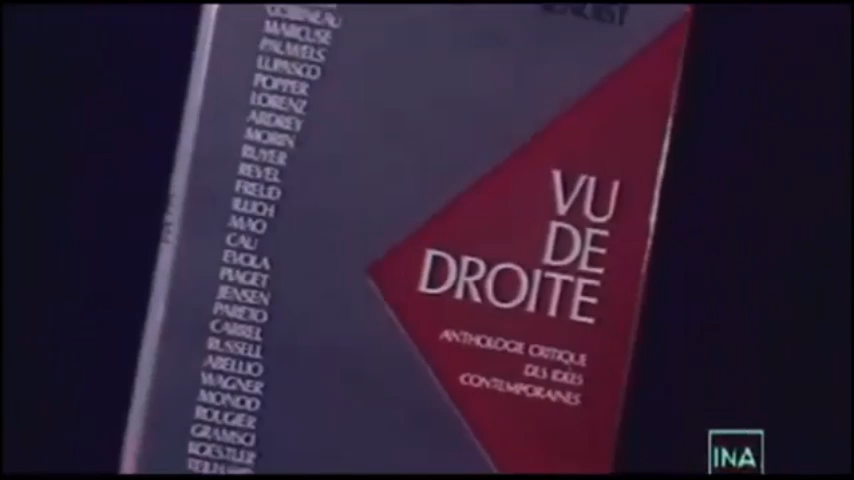 GOBINEAU
MARCUSE
PAUWELS
LUPASCO
POPPER
LORENZ
ARDREY
MORIN
RUYER
REVEL
FREUD
ILLICH
MAO
CAU
EVOLA
PIAGET
JENSEN
PARETO
CARREL
RUSSELL
ABELLIO
WAGNER
MONOD
ROUGIER
GRAMSCI
KOESTLER
VU
DE
DROITE
ANTHOLOGIE CRITIQUE
DES IDÉES
CONTEMPORAINES
INA